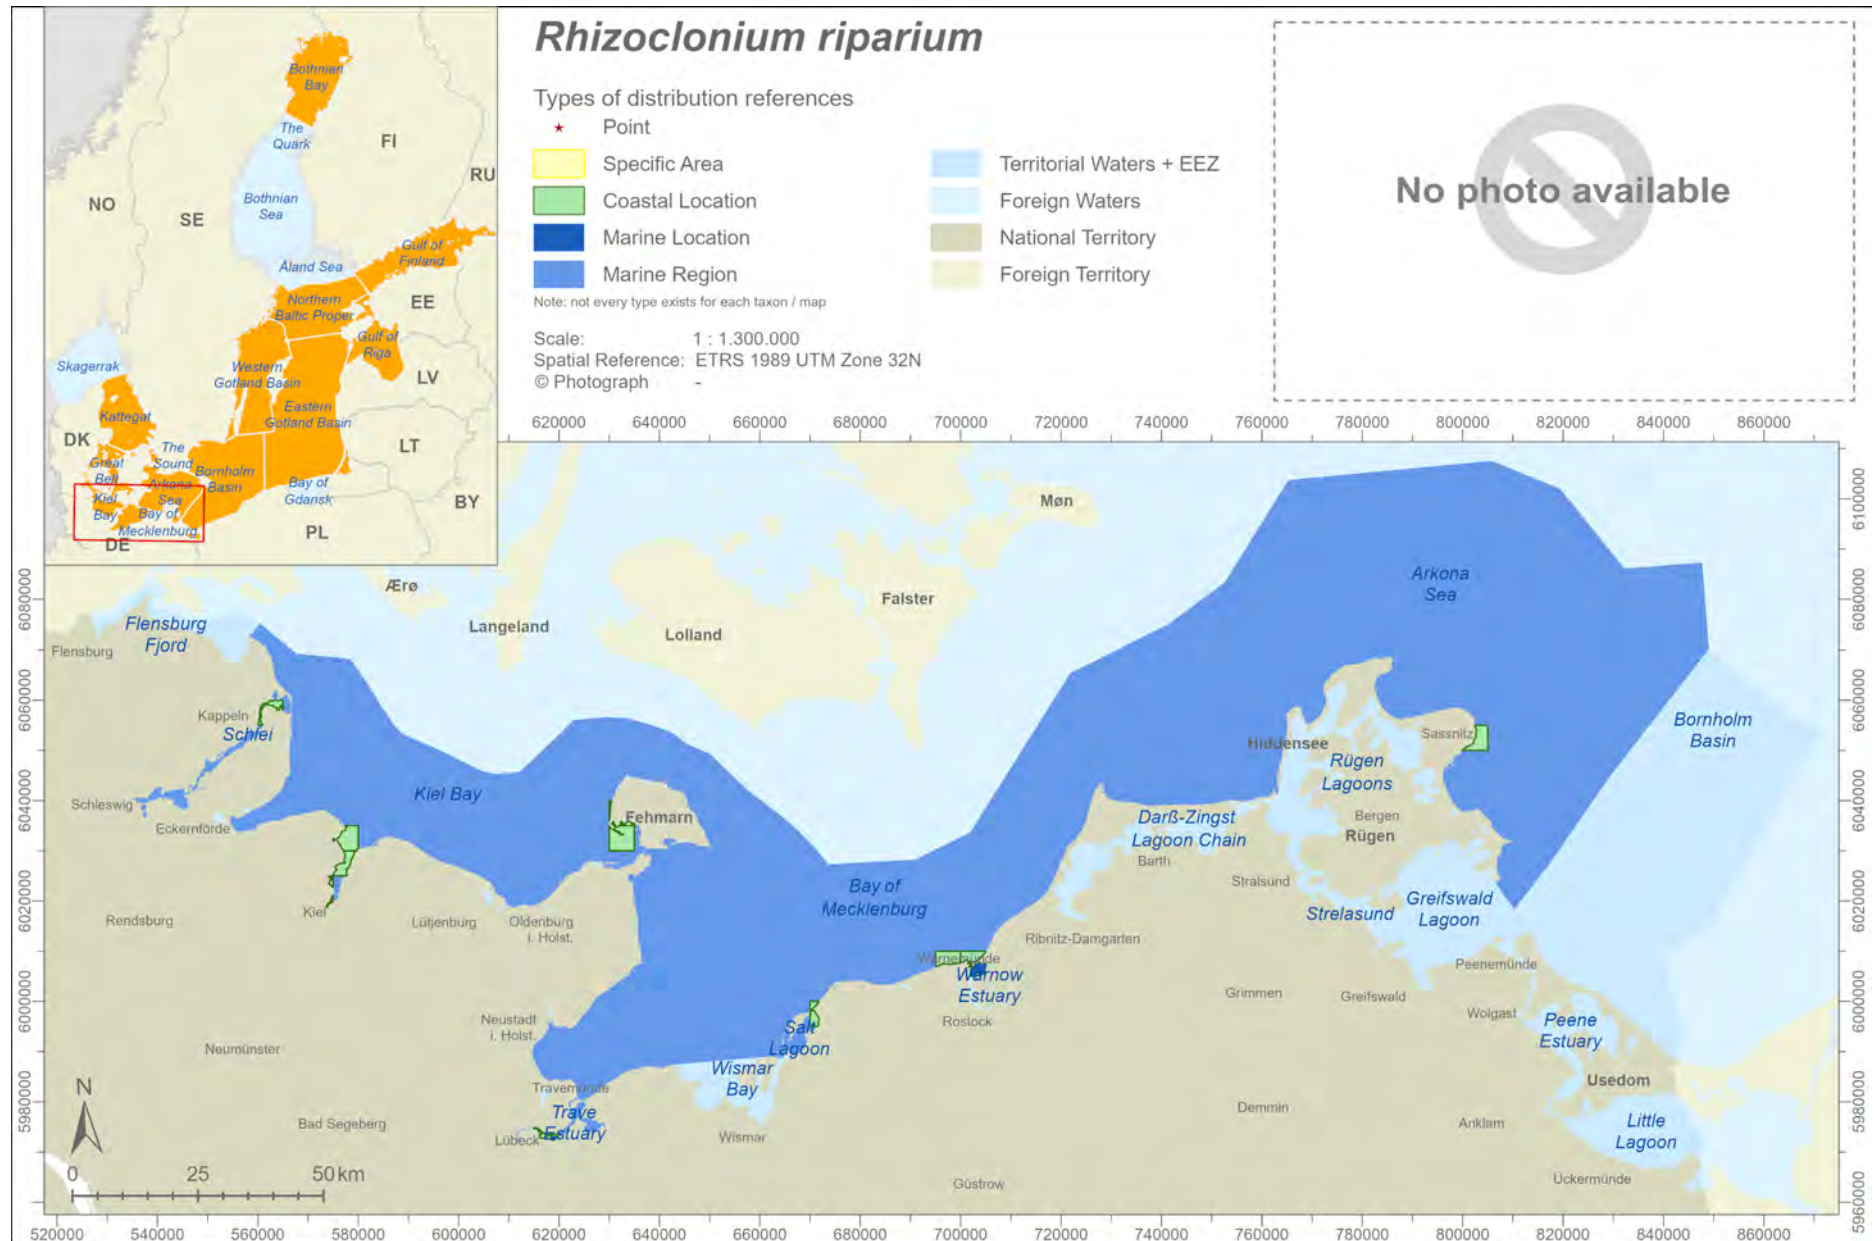 Rhizoclonium riparium
Types of distribution references
Point
Specific Area
Coastal Location
Marine Location
Marine Region
Territorial Waters + EEZ
Foreign Waters
National Territory
Foreign Territory
Note: not every type exists for each taxon / map
Scale: 1 : 1.300.000
Spatial Reference: ETRS 1989 UTM Zone 32N
© Photograph -
No photo available
Bothnian
Bay
The
Quark
FI
RU
NO
SE
Bothnian
Sea
Åland Sea
Gulf of
Finland
Northern
Baltic Proper
EE
Gulf of
Riga
Skagerrak
Western
Gotland Basin
LV
Kattegat
Eastern
Gotland Basin
DK
The
Sound
LT
Great
Belt
Arkona
Sea
Bornholm
Basin
Bay of
Gdansk
Kiel
Bay
Bay of
Mecklenburg
BY
PL
DE
620000
640000
660000
680000
700000
720000
740000
760000
780000
800000
820000
840000
860000
Møn
Ærø
Langeland
Lolland
Falster
Arkona
Sea
Flensburg
Fjord
Flensburg
Kappeln
Schlei
Schleswig
Eckernförde
Kiel Bay
Fehmarn
Hiddensee
Sassnitz
Rügen
Lagoons
Bornholm
Basin
Darß-Zingst
Lagoon Chain
Bergen
Rügen
Barth
Stralsund
Bay of
Mecklenburg
Strelasund
Greifswald
Lagoon
Rendsburg
Kiel
Lütjenburg
Oldenburg
i. Holst.
Ribnitz-Damgarten
Warnemünde
Warnow
Estuary
Peenemünde
Grimmen
Greifswald
Wolgast
Neustadt
i. Holst.
Rostock
Salt
Lagoon
Peene
Estuary
Neumünster
Wismar
Bay
Usedom
Travemünde
Trave
Estuary
Bad Segeberg
Lübeck
Wismar
Demmin
Anklam
Little
Lagoon
Güstrow
Ückermünde
N
0
25
50 km
6080000
6060000
6040000
6020000
6000000
5980000
6100000
6080000
6060000
6040000
6020000
6000000
5980000
5960000
520000
540000
560000
580000
600000
620000
640000
660000
680000
700000
720000
740000
760000
780000
800000
820000
840000
860000